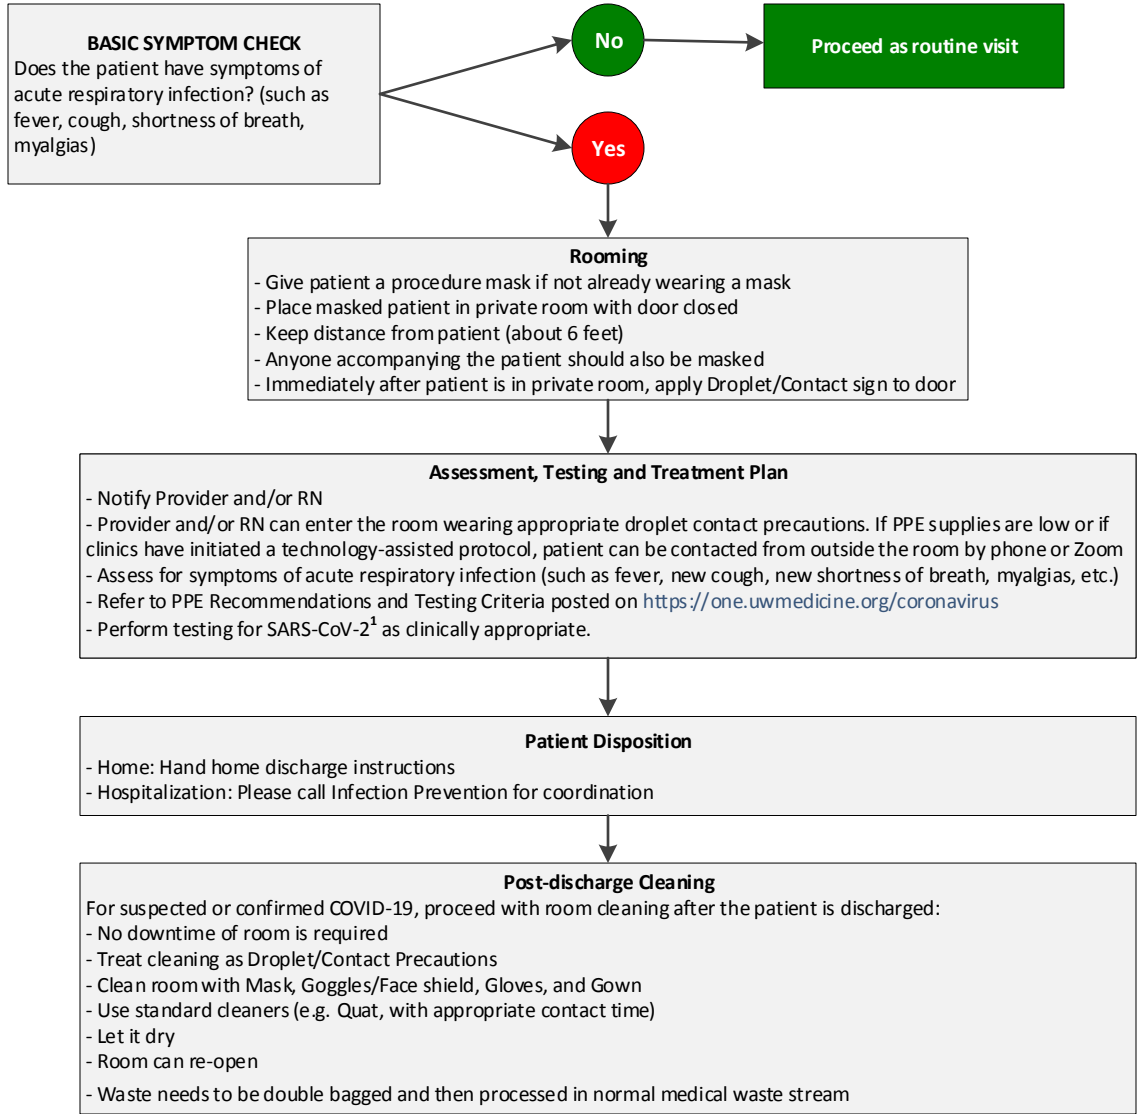 BASIC SYMPTOM CHECK
Does the patient have symptoms of
acute respiratory infection? (such as
fever, cough, shortness of breath,
myalgias)
No
Proceed as routine visit
Yes
Rooming
- Give patient a procedure mask if not already wearing a mask
- Place masked patient in private room with door closed
- Keep distance from patient (about 6 feet)
- Anyone accompanying the patient should also be masked
- Immediately after patient is in private room, apply Droplet/Contact sign to door
Assessment, Testing and Treatment Plan
- Notify Provider and/or RN
- Provider and/or RN can enter the room wearing appropriate droplet contact precautions. If PPE supplies are low or if
clinics have initiated a technology-assisted protocol, patient can be contacted from outside the room by phone or Zoom
- Assess for symptoms of acute respiratory infection (such as fever, new cough, new shortness of breath, myalgias, etc.)
- Refer to PPE Recommendations and Testing Criteria posted on https://one.uwmedicine.org/coronavirus
- Perform testing for SARS-CoV-2¹ as clinically appropriate.
Patient Disposition
- Home: Hand home discharge instructions
- Hospitalization: Please call Infection Prevention for coordination
Post-discharge Cleaning
For suspected or confirmed COVID-19, proceed with room cleaning after the patient is discharged:
- No downtime of room is required
- Treat cleaning as Droplet/Contact Precautions
- Clean room with Mask, Goggles/Face shield, Gloves, and Gown
- Use standard cleaners (e.g. Quat, with appropriate contact time)
- Let it dry
- Room can re-open
- Waste needs to be double bagged and then processed in normal medical waste stream